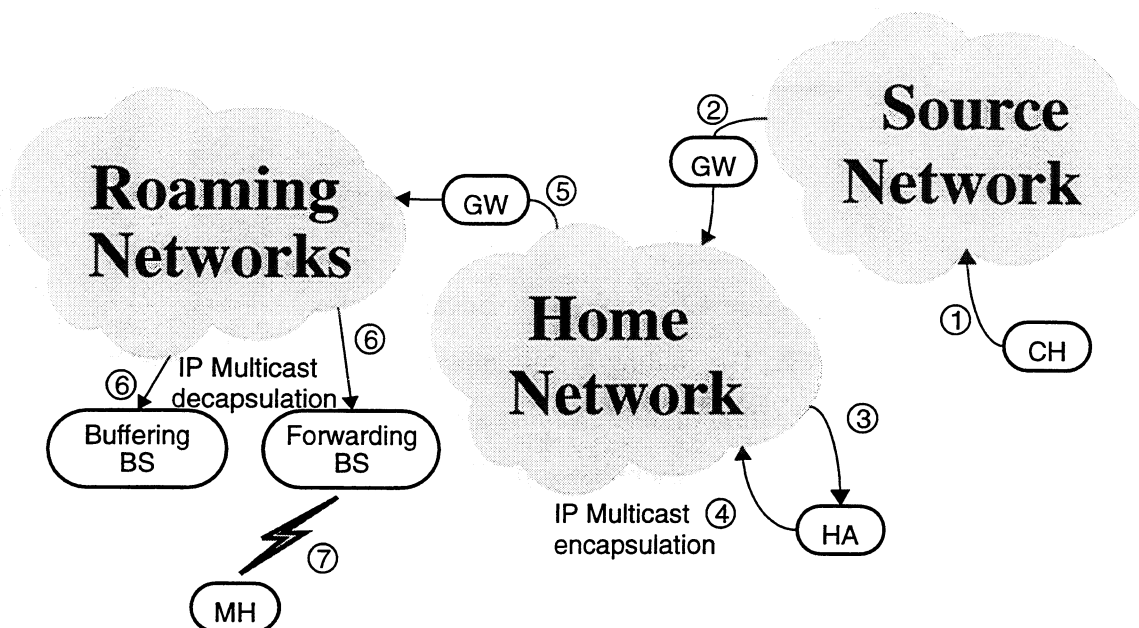 ②
Source
Network
GW
Roaming
Networks
GW
⑤
Home
Network
①
CH
⑥
⑥
IP Multicast
decapsulation
Buffering
BS
Forwarding
BS
③
IP Multicast ④
encapsulation
HA
⑦
MH